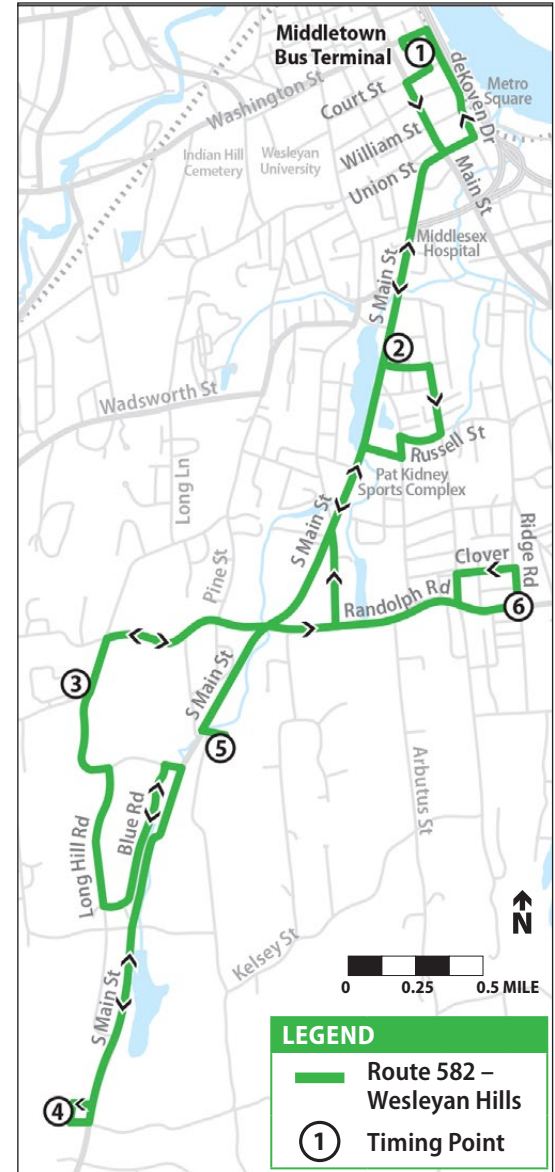 Middletown
Bus Terminal
1
deKoven Dr
Metro
Square
Washington St
Court St
William St
Indian Hill
Cemetery
Wesleyan
University
Union St
Main St
Middlesex
Hospital
S Main St
2
Wadsworth St
Russell St
Pat Kidney
Sports Complex
Long Ln
S Main St
Pine St
Clover
Ridge Rd
Randolph Rd
6
3
S Main St
5
Arbutus St
Blue Rd
Long Hill Rd
N
Kelsey St
S Main St
0 0.25 0.5 MILE
4
LEGEND
Route 582 –
Wesleyan Hills
1 Timing Point